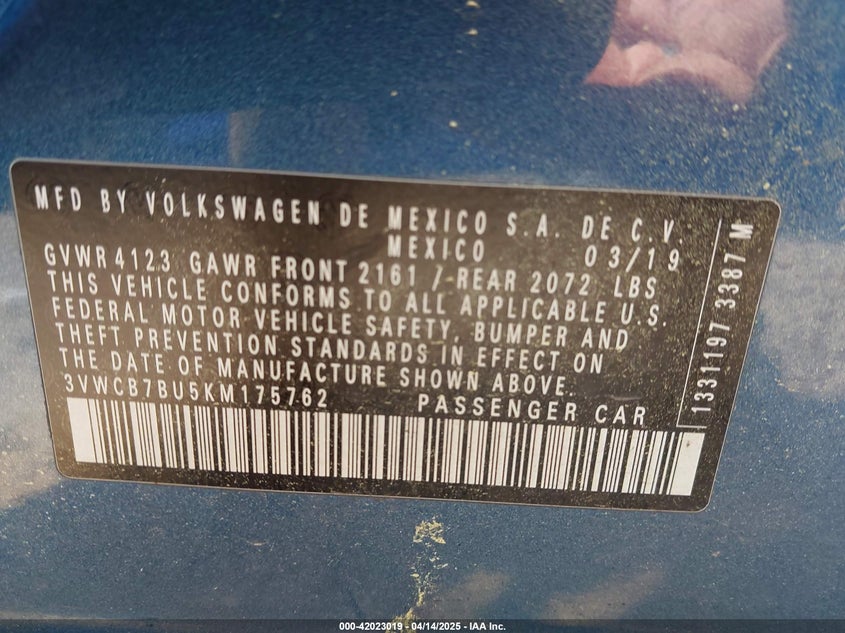 MFD BY VOLKSWAGEN DE MEXICO S.A. DE C.V.
MEXICO 03/19
GVWR 4123 GAWR FRONT 2161 / REAR 2072 LBS
THIS VEHICLE CONFORMS TO ALL APPLICABLE U.S.
FEDERAL MOTOR VEHICLE SAFETY, BUMPER AND
THEFT PREVENTION STANDARDS IN EFFECT ON
THE DATE OF MANUFACTURE SHOWN ABOVE.
3VWCB7BU5KM175762 PASSENGER CAR
1331197 3387 M
000-42023019 - 04/14/2025 - IAA Inc.